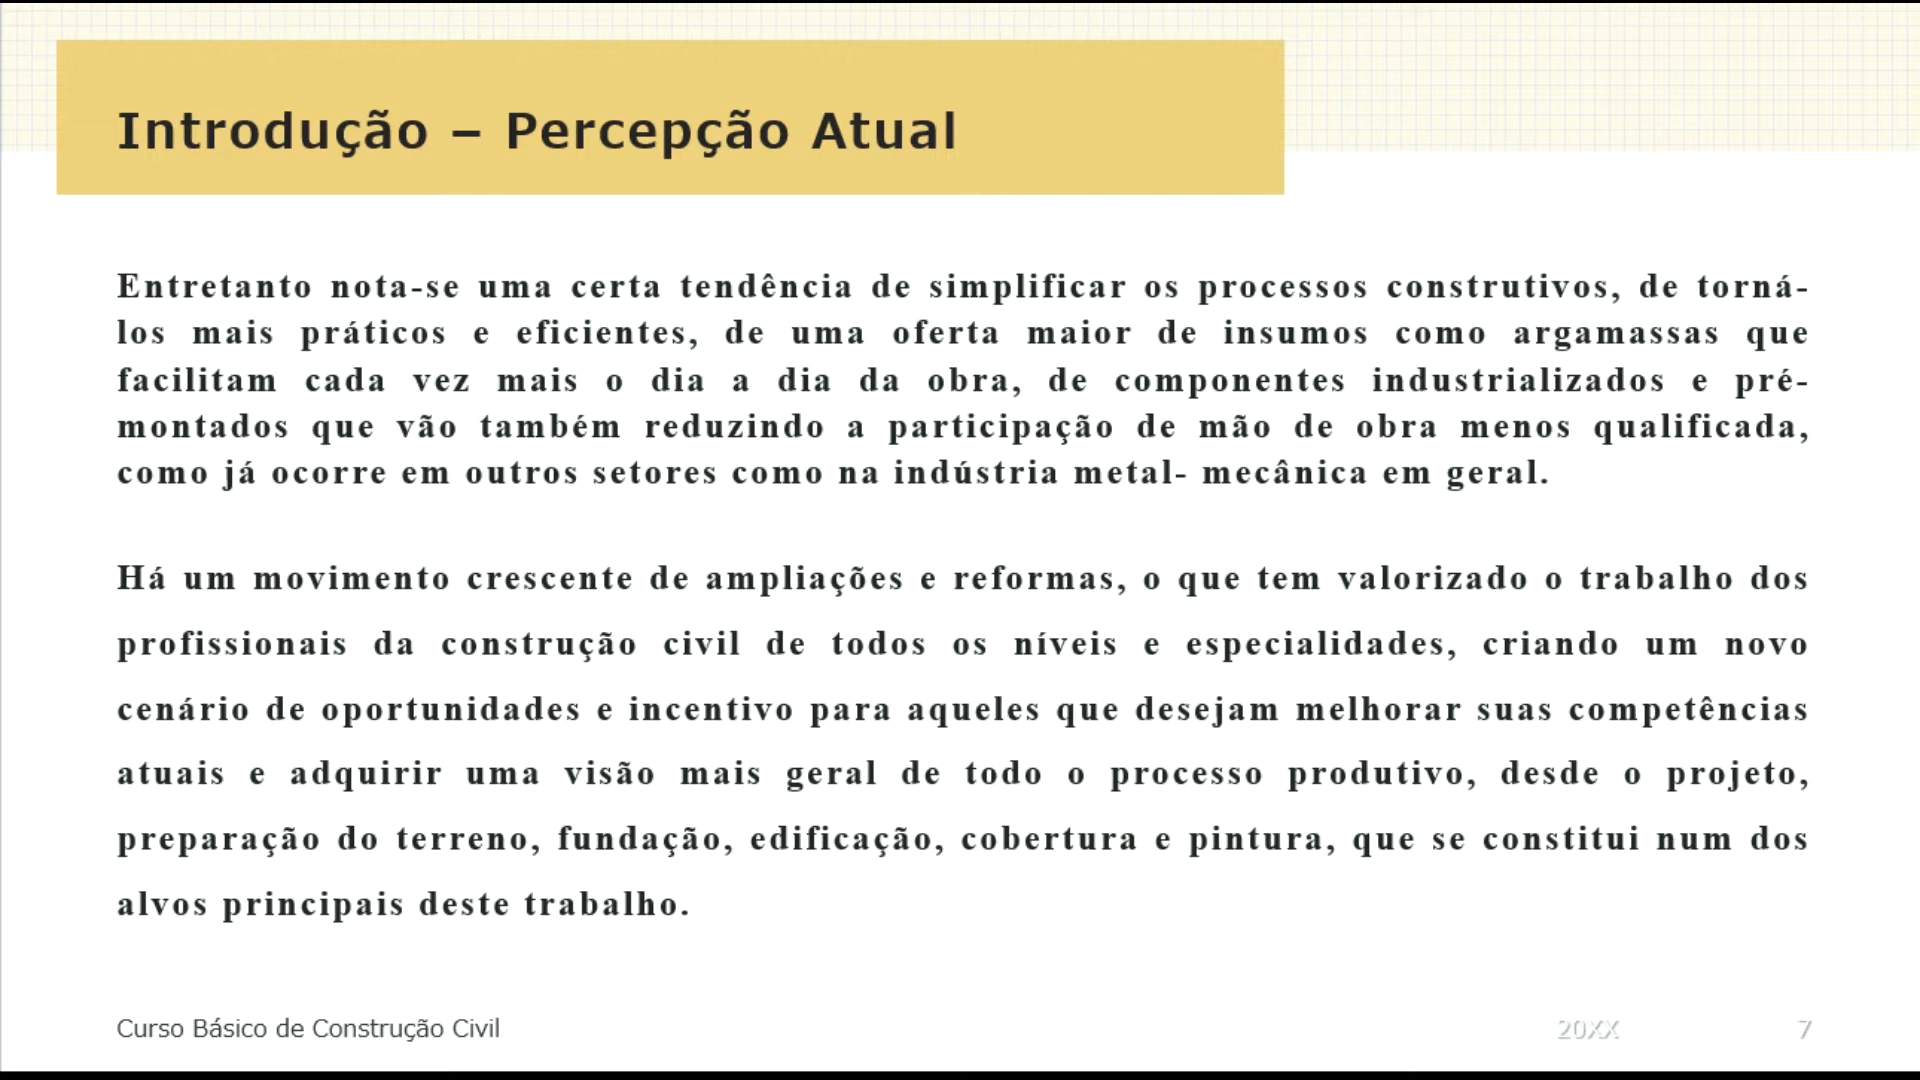 Introdução – Percepção Atual
Entretanto nota-se uma certa tendência de simplificar os processos construtivos, de torná-
los mais práticos e eficientes, de uma oferta maior de insumos como argamassas que
facilitam cada vez mais o dia a dia da obra, de componentes industrializados e pré-
montados que vão também reduzindo a participação de mão de obra menos qualificada,
como já ocorre em outros setores como na indústria metal- mecânica em geral.
Há um movimento crescente de ampliações e reformas, o que tem valorizado o trabalho dos
profissionais da construção civil de todos os níveis e especialidades, criando um novo
cenário de oportunidades e incentivo para aqueles que desejam melhorar suas competências
atuais e adquirir uma visão mais geral de todo o processo produtivo, desde o projeto,
preparação do terreno, fundação, edificação, cobertura e pintura, que se constitui num dos
alvos principais deste trabalho.
Curso Básico de Construção Civil
20XX
7